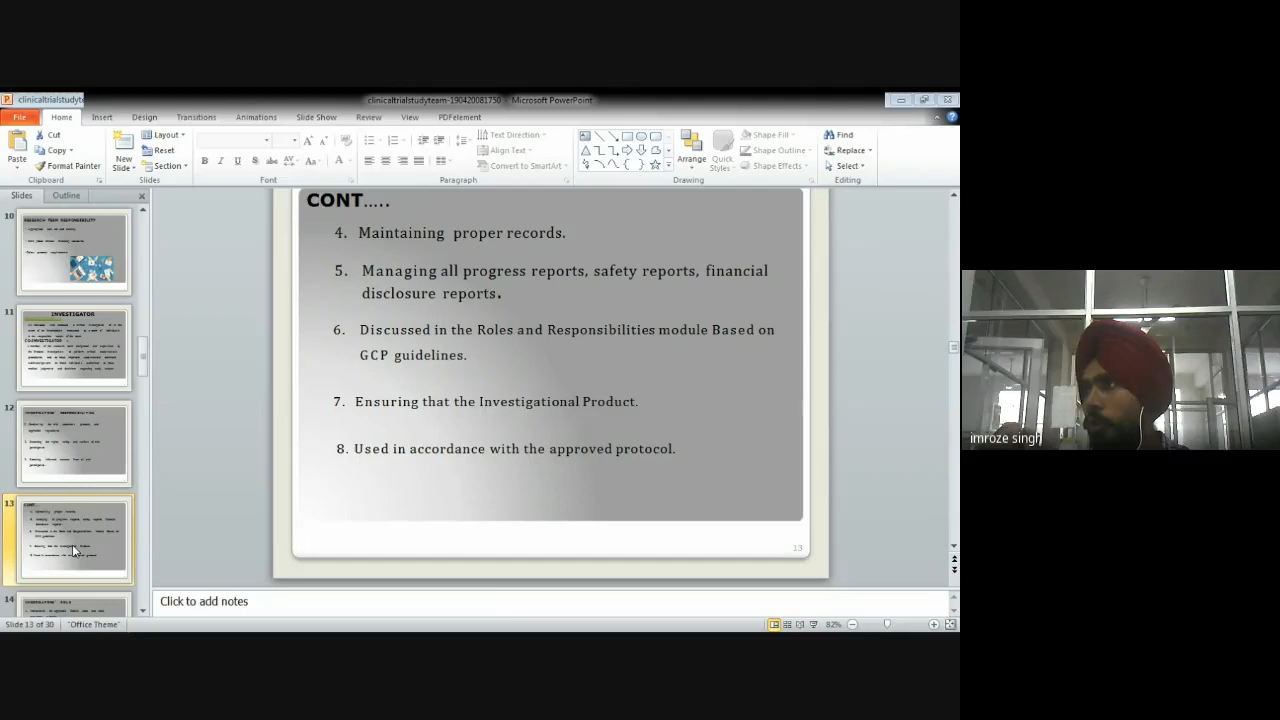 clinicaltrialstudyte
clinicaltrialstudyteam-190420081750 - Microsoft PowerPoint
File Home Insert Design Transitions Animations Slide Show Review View PDFelement
Paste
Cut
Copy
Format Painter
Clipboard
New
Slide
Layout
Reset
Section
Slides
Font
Text Direction
Align Text
Convert to SmartArt
Paragraph
Arrange
Quick
Styles
Shape Fill
Shape Outline
Shape Effects
Drawing
Find
Replace
Select
Editing
Slides Outline
10
RESEARCH TEAM RESPONSIBILITY
11
INVESTIGATOR
12
13
CONT…
14
CONT.....
4. Maintaining proper records.
5. Managing all progress reports, safety reports, financial
disclosure reports.
6. Discussed in the Roles and Responsibilities module Based on
GCP guidelines.
7. Ensuring that the Investigational Product.
8. Used in accordance with the approved protocol.
13
Click to add notes
Slide 13 of 30 "Office Theme" 82%
imroze singh